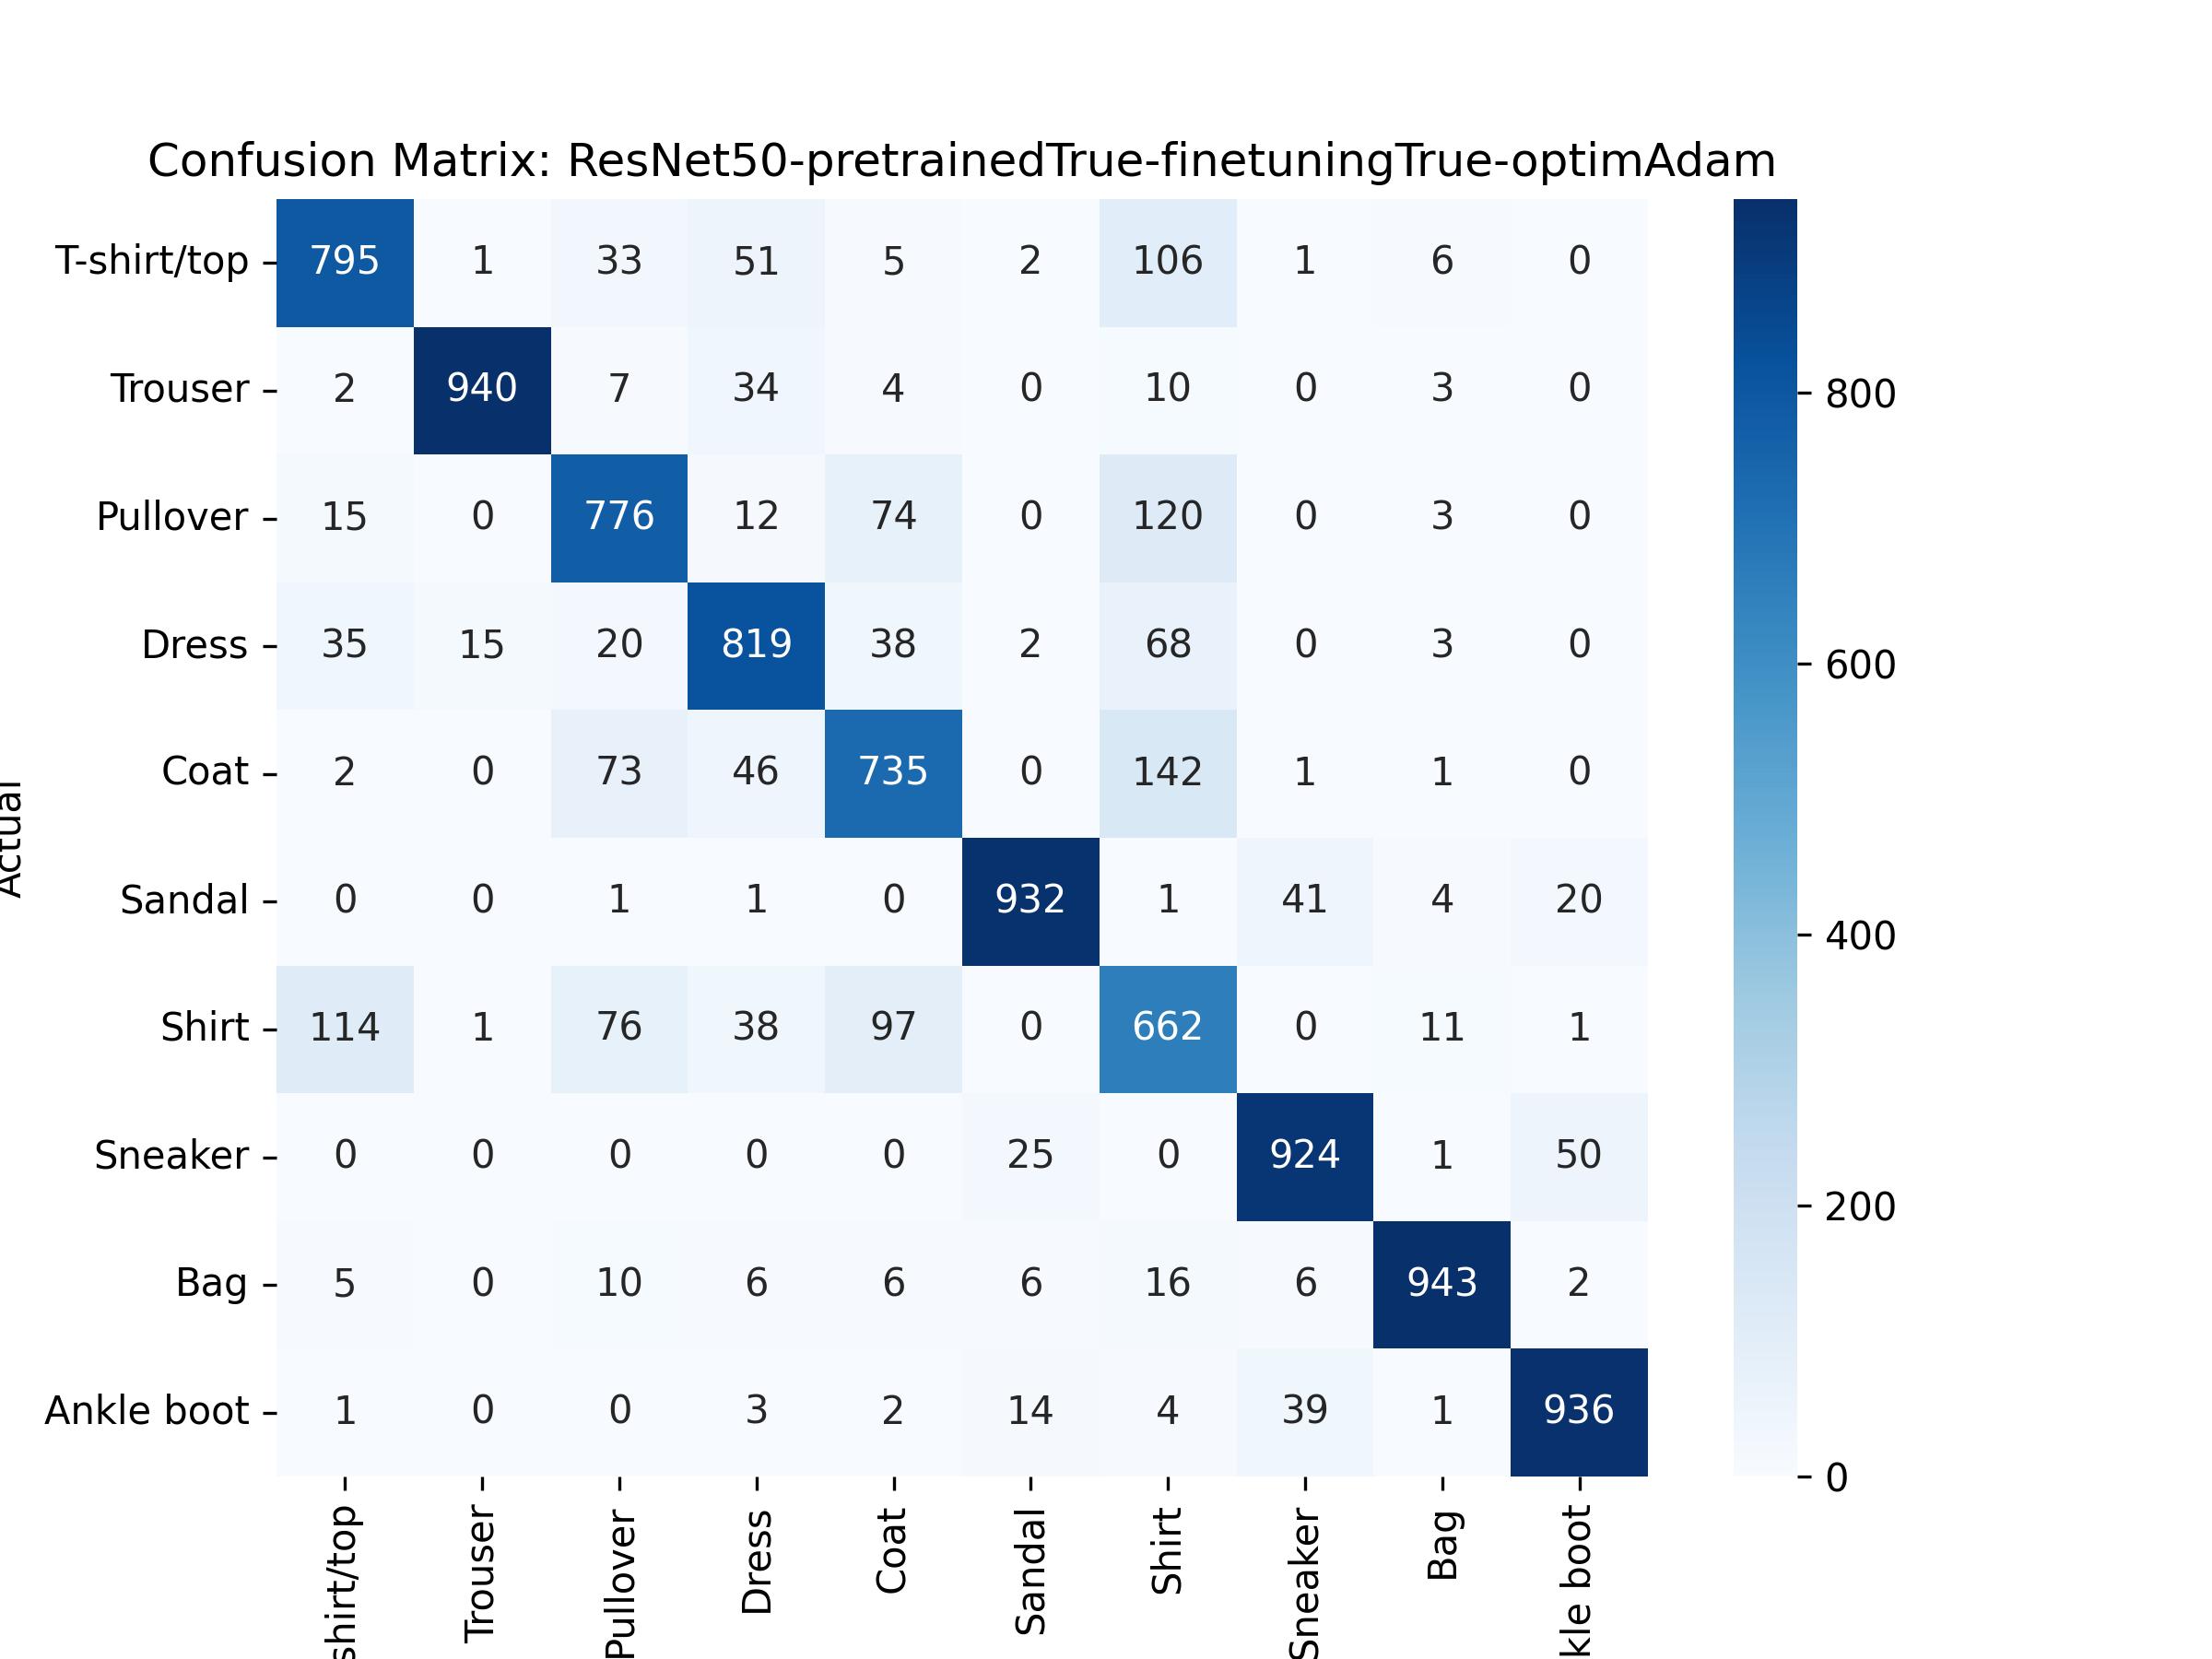 Confusion Matrix: ResNet50-pretrainedTrue-finetuningTrue-optimAdam
T-shirt/top 795 1 33 51 5 2 106 1 6 0
Trouser 2 940 7 34 4 0 10 0 3 0
Pullover 15 0 776 12 74 0 120 0 3 0
Dress 35 15 20 819 38 2 68 0 3 0
Coat 2 0 73 46 735 0 142 1 1 0
Sandal 0 0 1 1 0 932 1 41 4 20
Shirt 114 1 76 38 97 0 662 0 11 1
Sneaker 0 0 0 0 0 25 0 924 1 50
Bag 5 0 10 6 6 6 16 6 943 2
Ankle boot 1 0 0 3 2 14 4 39 1 936
Actual
shirt/top Trouser Pullover Dress Coat Sandal Shirt Sneaker Bag kle boot
800
600
400
200
0